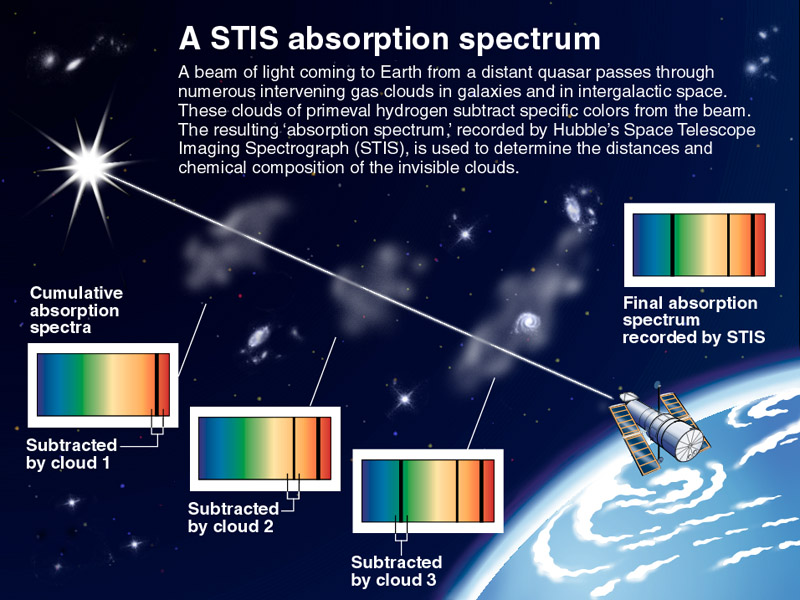 A STIS absorption spectrum
A beam of light coming to Earth from a distant quasar passes through
numerous intervening gas clouds in galaxies and in intergalactic space.
These clouds of primeval hydrogen subtract specific colors from the beam.
The resulting ‘absorption spectrum,’ recorded by Hubble’s Space Telescope
Imaging Spectrograph (STIS), is used to determine the distances and
chemical composition of the invisible clouds.
Cumulative
absorption
spectra
Subtracted
by cloud 1
Subtracted
by cloud 2
Subtracted
by cloud 3
Final absorption
spectrum
recorded by STIS